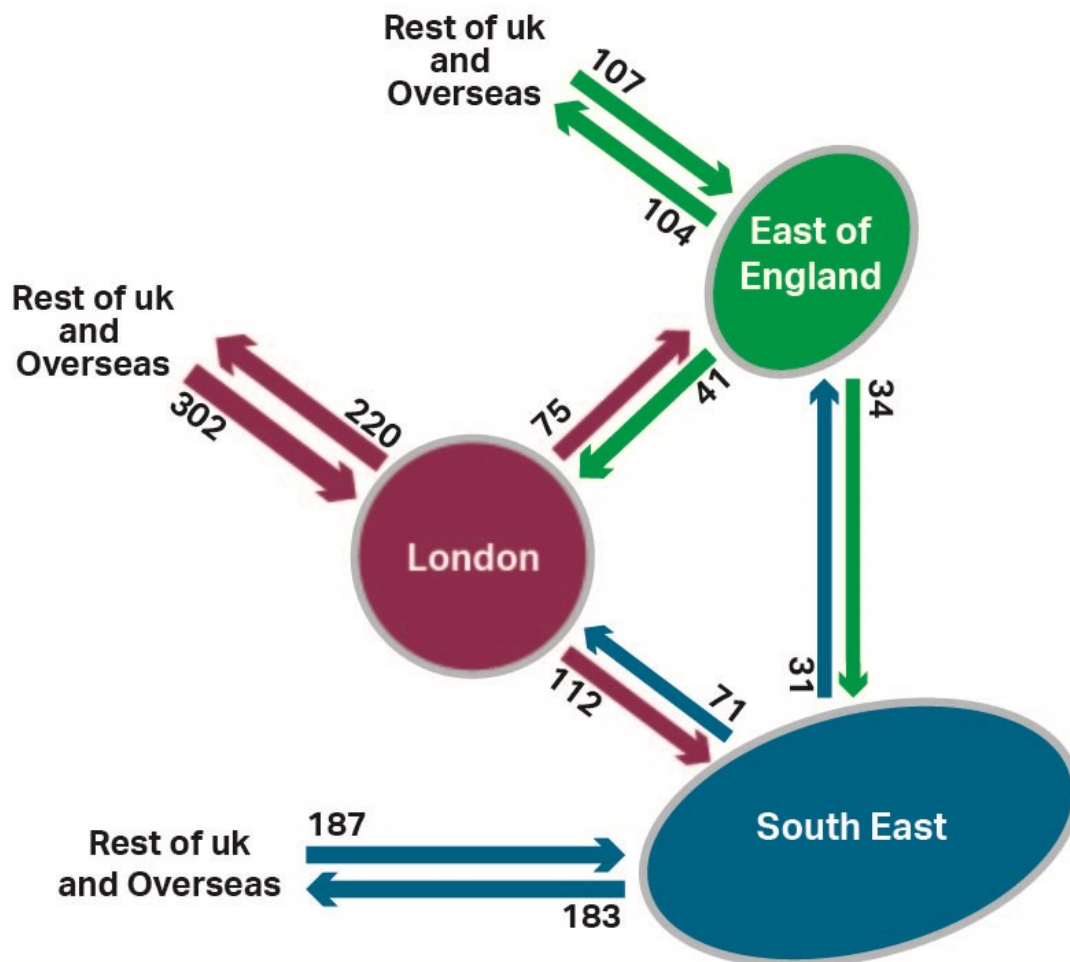 Rest of uk
and
Overseas
107
104
East of
England
Rest of uk
and
Overseas
302
220
75
41
34
London
112
71
31
South East
Rest of uk
and Overseas
187
183